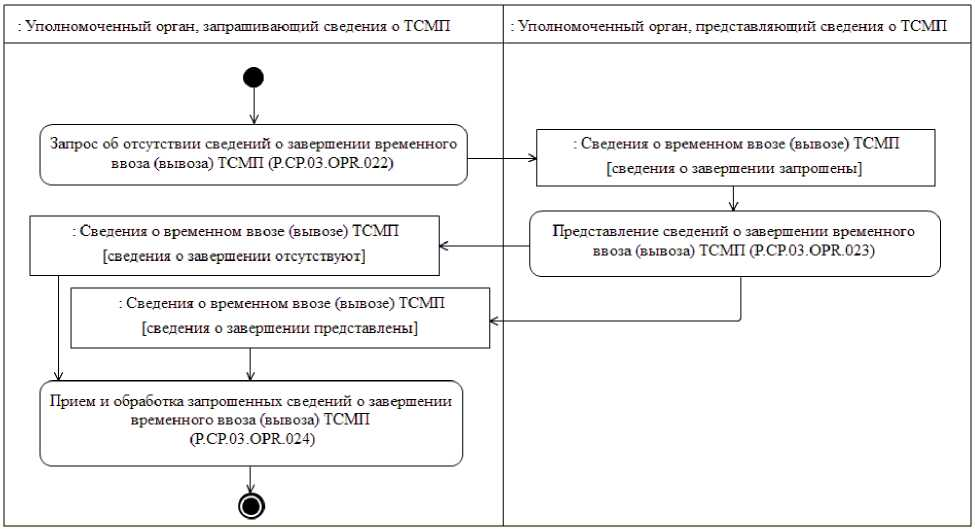 : Уполномоченный орган, запрашивающий сведения о ТСМП
: Уполномоченный орган, представляющий сведения о ТСМП
Запрос об отсутствии сведений о завершении временного
ввоза (вывоза) ТСМП (P.CP.03.OPR.022)
: Сведения о временном ввозе (вывозе) ТСМП
[сведения о завершении запрошены]
: Сведения о временном ввозе (вывозе) ТСМП
[сведения о завершении отсутствуют]
Представление сведений о завершении временного
ввоза (вывоза) ТСМП (P.CP.03.OPR.023)
: Сведения о временном ввозе (вывозе) ТСМП
[сведения о завершении представлены]
Прием и обработка запрошенных сведений о завершении
временного ввоза (вывоза) ТСМП
(P.CP.03.OPR.024)